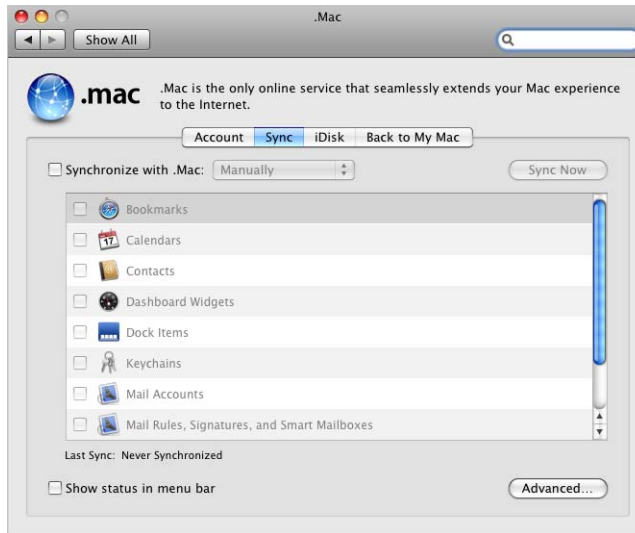 .Mac
Show All
.mac
.Mac is the only online service that seamlessly extends your Mac experience
to the Internet.
Account Sync iDisk Back to My Mac
Synchronize with .Mac: Manually Sync Now
Bookmarks
17 Calendars
Contacts
Dashboard Widgets
Dock Items
Keychains
Mail Accounts
Mail Rules, Signatures, and Smart Mailboxes
Last Sync: Never Synchronized
Show status in menu bar Advanced...